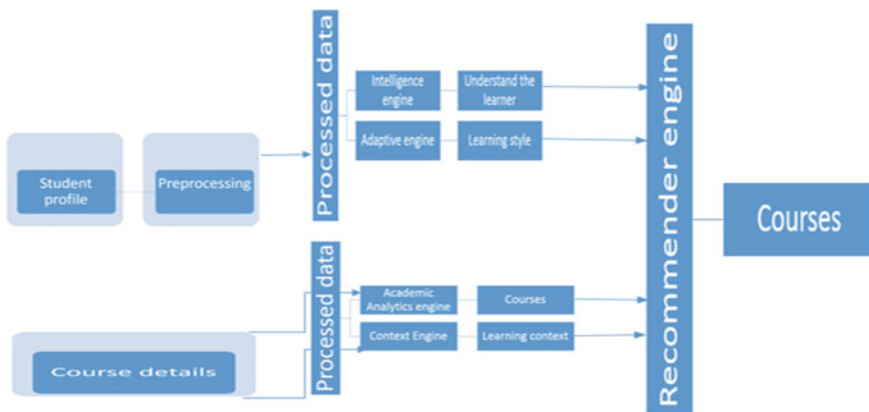 Student
profile
Preprocessing
Processed data
Intelligence
engine
Understand the
learner
Adaptive engine
Learning style
Course details
Processed data
Academic
Analytics engine
Courses
Context Engine
Learning context
Recommender engine
Courses